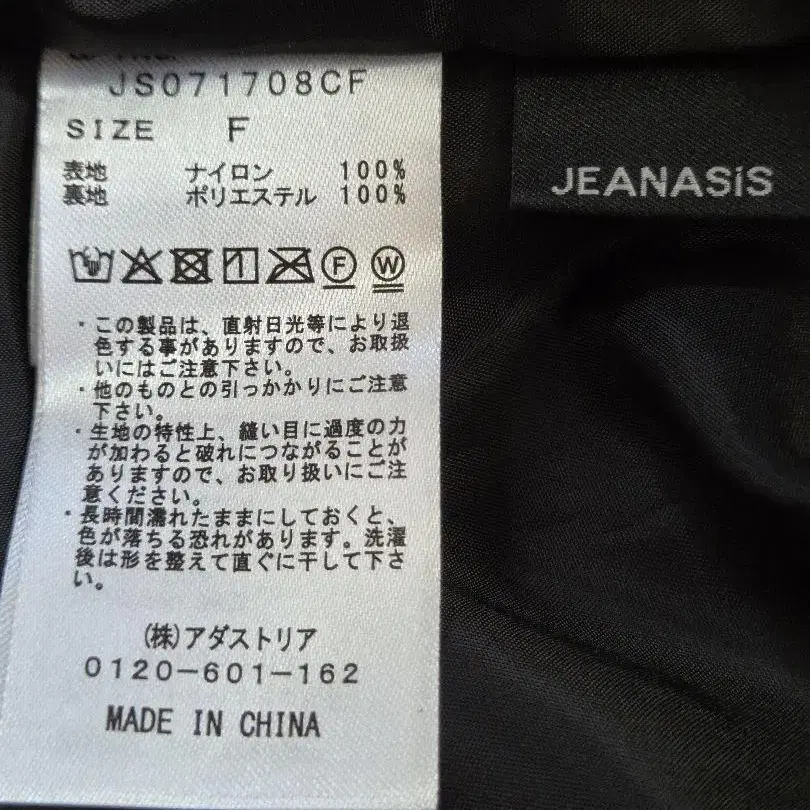 JS071708CF
SIZE F
表地 ナイロン 100%
裏地 ポリエステル 100%
F W
・この製品は、直射日光等により退
色する事がありますので、お取扱
いにはご注意下さい。
・他のものとの引っかかりにご注意
下さい。
・生地の特性上、縫い目に過度の力
が加わると破れにつながることが
ありますので、お取り扱いにご注
意ください。
・長時間濡れたままにしておくと、
色が落ちる恐れがあります。洗濯
後は形を整えて直ぐに干して下さ
い。
(株)アダストリア
0120-601-162
MADE IN CHINA
JEANASiS